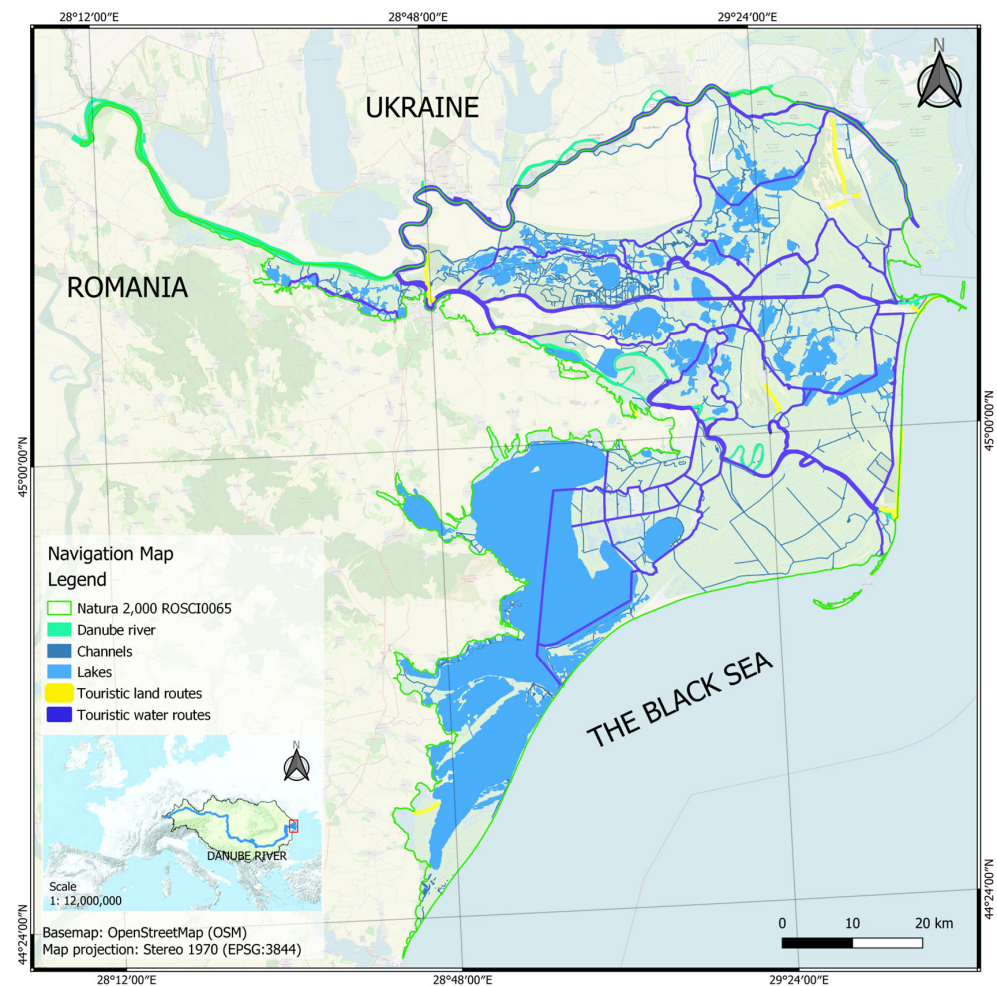 28°12'00"E
28°48'00"E
29°24'00"E
N
UKRAINE
ROMANIA
45°00'00"N
45°00'00"N
Navigation Map
Legend
Natura 2,000 ROSCI0065
Danube river
Channels
Lakes
Touristic land routes
Touristic water routes
THE BLACK SEA
N
DANUBE RIVER
Scale
1: 12,000,000
44°24'00"N
44°24'00"N
Basemap: OpenStreetMap (OSM)
Map projection: Stereo 1970 (EPSG:3844)
0 10 20 km
28°12'00"E
28°48'00"E
29°24'00"E